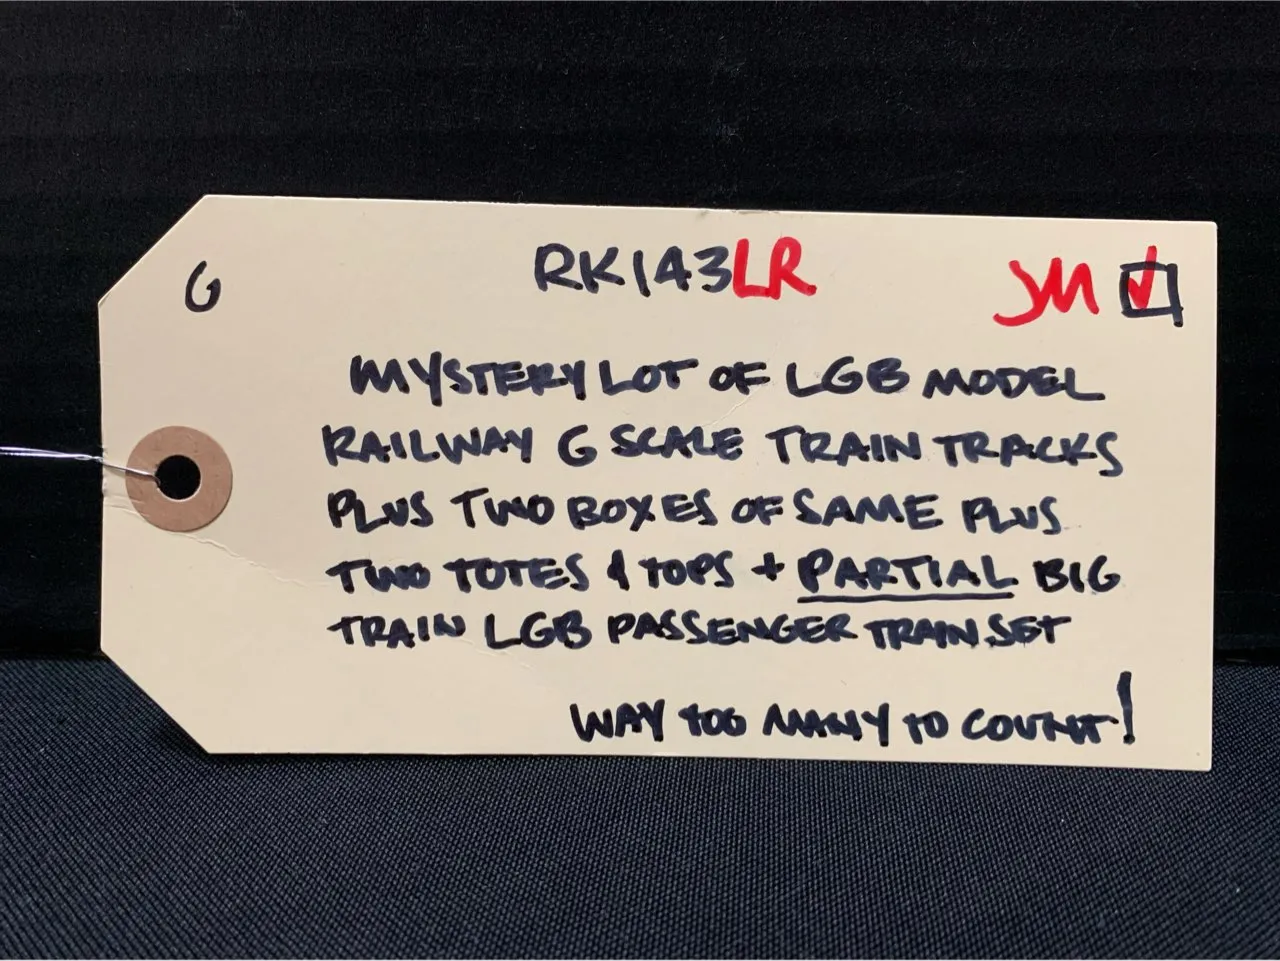 G RK143LR JM ☑
MYSTERY LOT OF LGB MODEL
RAILWAY G SCALE TRAIN TRACKS
PLUS TWO BOXES OF SAME PLUS
TWO TOTES & TOPS + PARTIAL BIG
TRAIN LGB PASSENGER TRAIN SET
WAY TOO MANY TO COUNT!